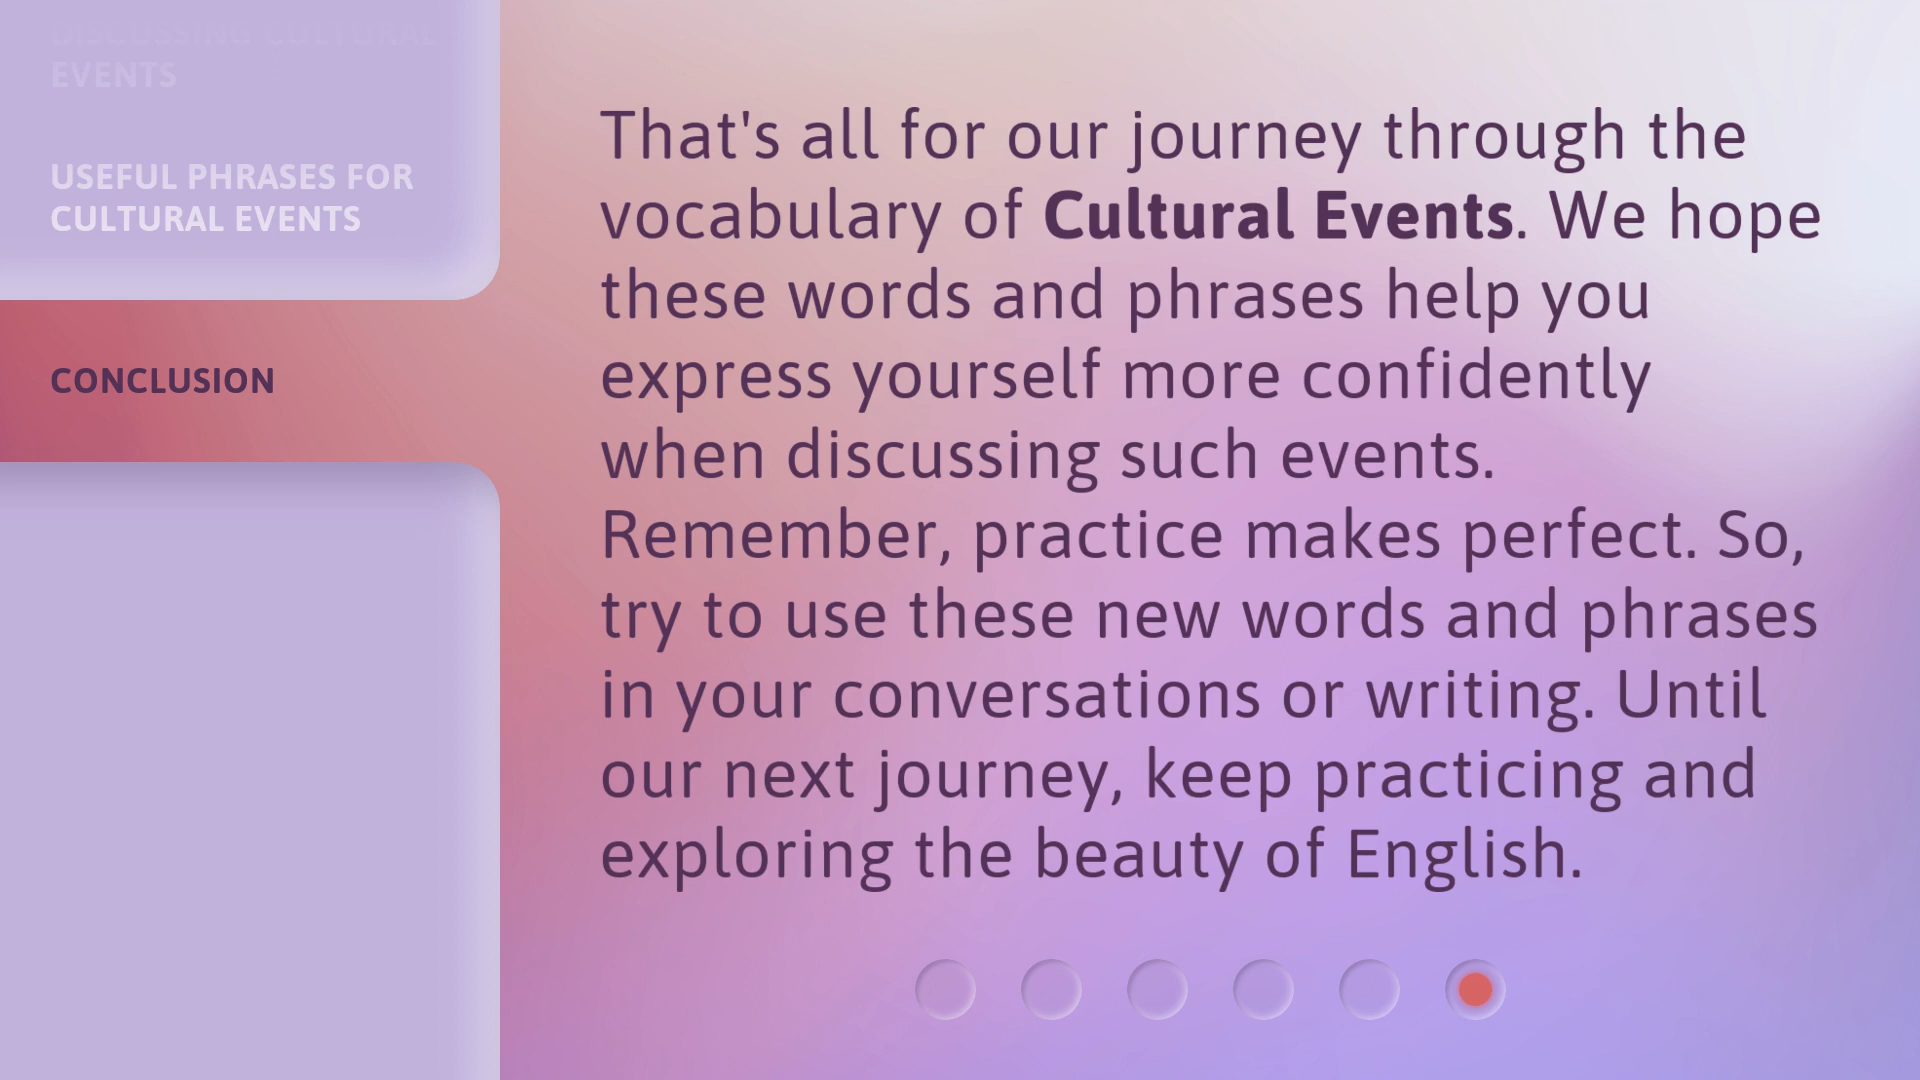 DISCUSSING CULTURAL
EVENTS
USEFUL PHRASES FOR
CULTURAL EVENTS
CONCLUSION
That's all for our journey through the
vocabulary of Cultural Events. We hope
these words and phrases help you
express yourself more confidently
when discussing such events.
Remember, practice makes perfect. So,
try to use these new words and phrases
in your conversations or writing. Until
our next journey, keep practicing and
exploring the beauty of English.